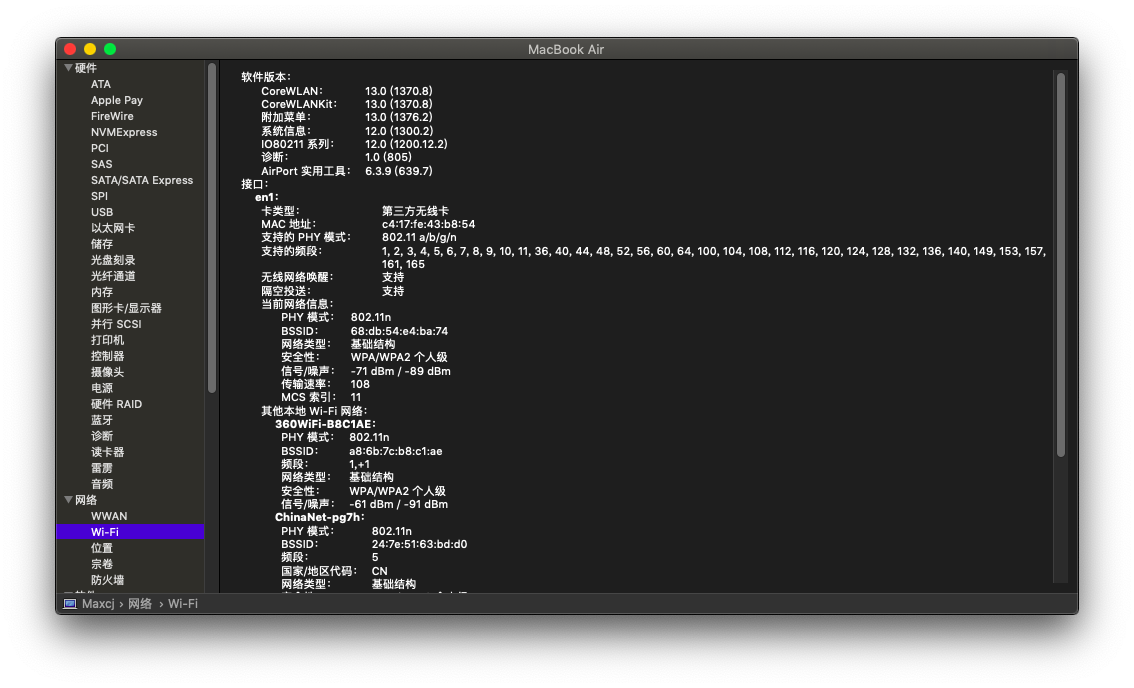 MacBook Air
硬件
ATA
Apple Pay
FireWire
NVMExpress
PCI
SAS
SATA/SATA Express
SPI
USB
以太网卡
储存
光盘刻录
光纤通道
内存
图形卡/显示器
并行 SCSI
打印机
控制器
摄像头
电源
硬件 RAID
蓝牙
诊断
读卡器
雷雳
音频
网络
WWAN
Wi-Fi
位置
宗卷
防火墙
软件版本：
CoreWLAN： 13.0 (1370.8)
CoreWLANKit： 13.0 (1370.8)
附加菜单： 13.0 (1376.2)
系统信息： 12.0 (1300.2)
IO80211 系列： 12.0 (1200.12.2)
诊断： 1.0 (805)
AirPort 实用工具： 6.3.9 (639.7)
接口：
en1：
卡类型： 第三方无线卡
MAC 地址： c4:17:fe:43:b8:54
支持的 PHY 模式： 802.11 a/b/g/n
支持的频段： 1, 2, 3, 4, 5, 6, 7, 8, 9, 10, 11, 36, 40, 44, 48, 52, 56, 60, 64, 100, 104, 108, 112, 116, 120, 124, 128, 132, 136, 140, 149, 153, 157,
161, 165
无线网络唤醒： 支持
隔空投送： 支持
当前网络信息：
PHY 模式： 802.11n
BSSID： 68:db:54:e4:ba:74
网络类型： 基础结构
安全性： WPA/WPA2 个人级
信号/噪声： -71 dBm / -89 dBm
传输速率： 108
MCS 索引： 11
其他本地 Wi-Fi 网络：
360WiFi-B8C1AE：
PHY 模式： 802.11n
BSSID： a8:6b:7c:b8:c1:ae
频段： 1,+1
网络类型： 基础结构
安全性： WPA/WPA2 个人级
信号/噪声： -61 dBm / -91 dBm
ChinaNet-pg7h：
PHY 模式： 802.11n
BSSID： 24:7e:51:63:bd:d0
频段： 5
国家/地区代码： CN
网络类型： 基础结构
Maxcj › 网络 › Wi-Fi